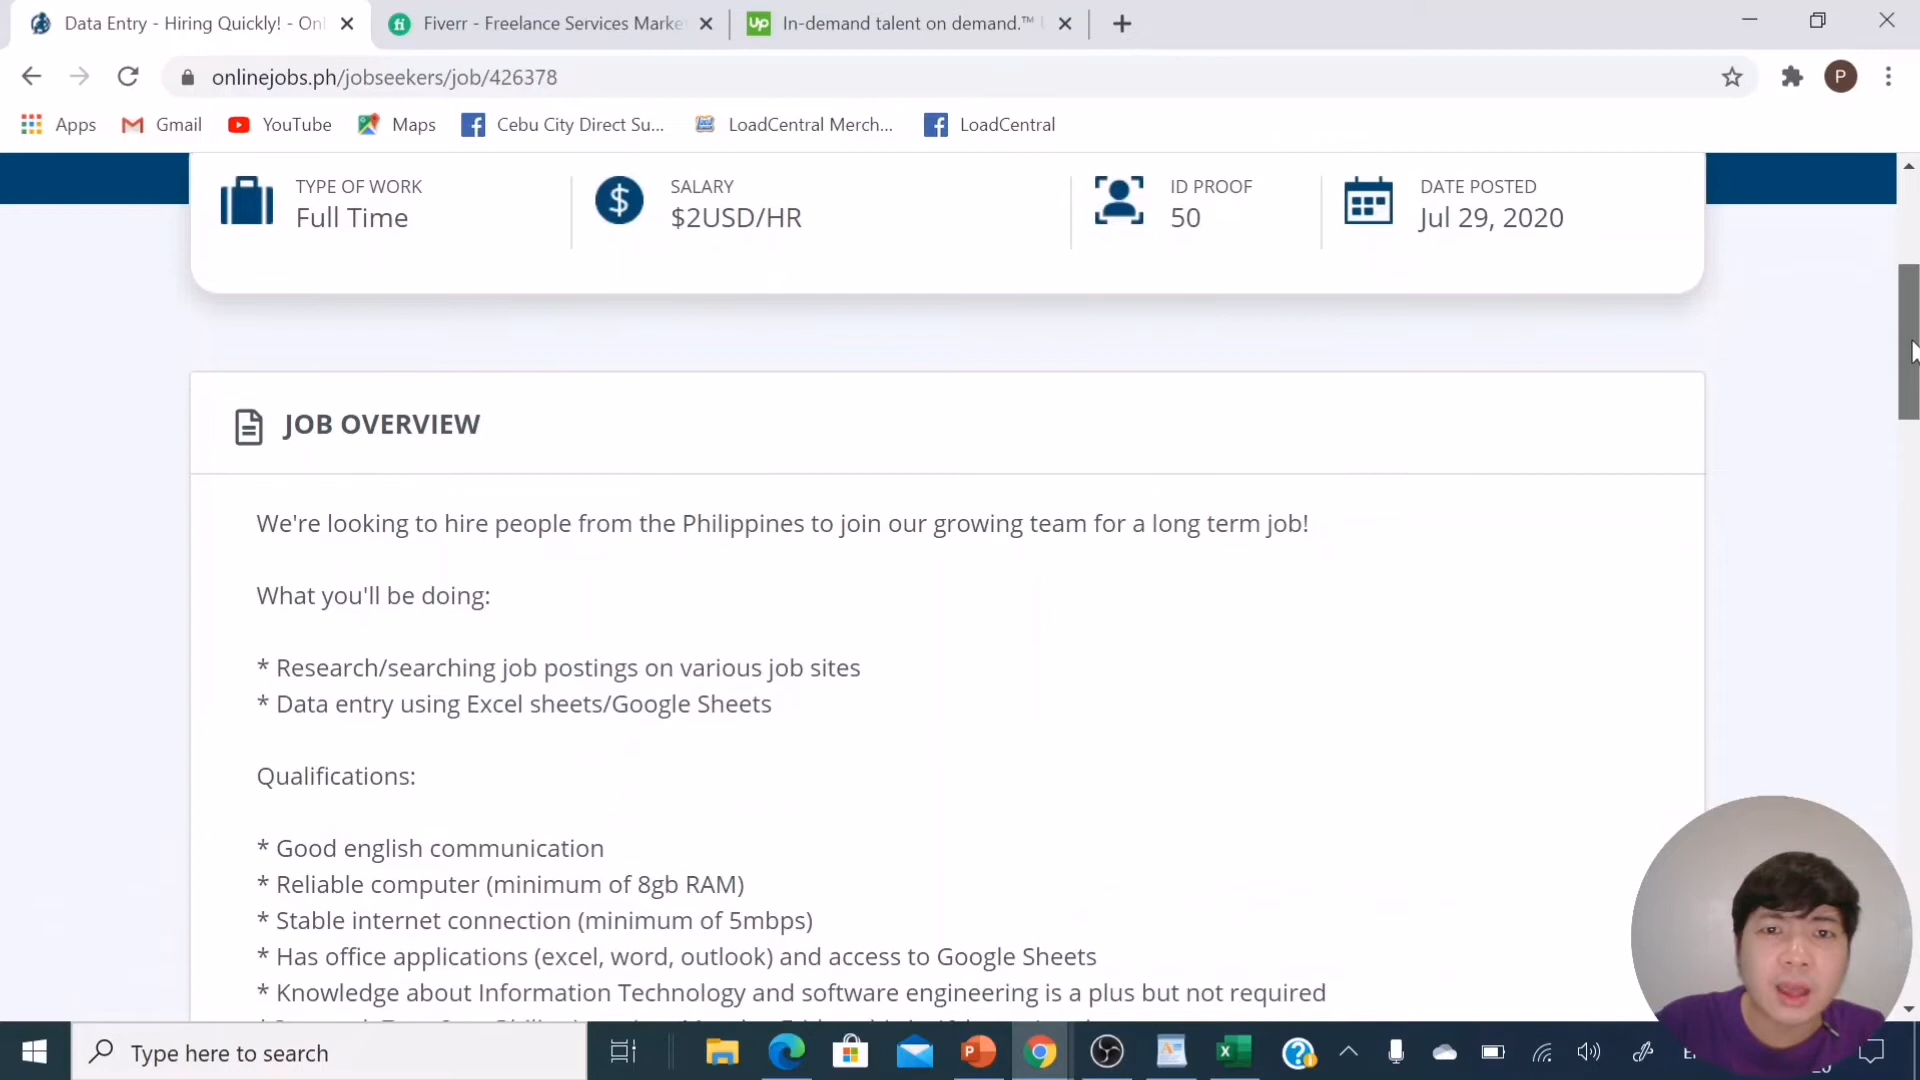 Data Entry - Hiring Quickly! - Onl
Fiverr - Freelance Services Marke
In-demand talent on demand.™
onlinejobs.ph/jobseekers/job/426378
P
Apps
Gmail
YouTube
Maps
Cebu City Direct Su...
LoadCentral Merch...
LoadCentral
TYPE OF WORK
Full Time
SALARY
$2USD/HR
ID PROOF
50
DATE POSTED
Jul 29, 2020
JOB OVERVIEW
We're looking to hire people from the Philippines to join our growing team for a long term job!
What you'll be doing:
* Research/searching job postings on various job sites
* Data entry using Excel sheets/Google Sheets
Qualifications:
* Good english communication
* Reliable computer (minimum of 8gb RAM)
* Stable internet connection (minimum of 5mbps)
* Has office applications (excel, word, outlook) and access to Google Sheets
* Knowledge about Information Technology and software engineering is a plus but not required
Type here to search